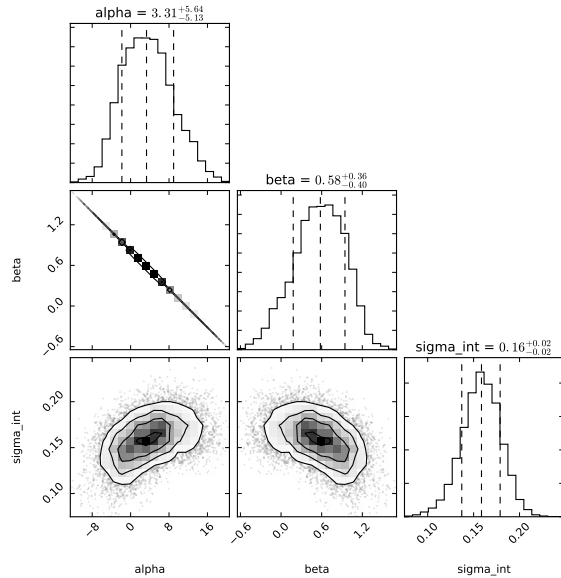 alpha = 3.31+5.64−5.13
beta = 0.58+0.36−0.40
beta
1.2
0.6
0.0
−0.6
sigma_int = 0.16+0.02−0.02
sigma_int
0.20
0.15
0.10
−8
0
8
16
−0.6
0.0
0.6
1.2
0.10
0.15
0.20
alpha
beta
sigma_int